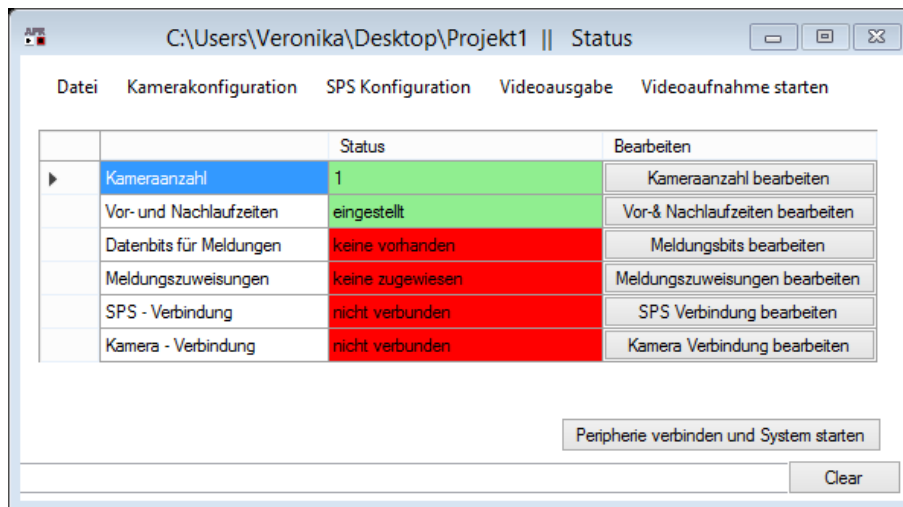 APK
C:\Users\Veronika\Desktop\Projekt1 || Status
Datei Kamerakonfiguration SPS Konfiguration Videoausgabe Videoaufnahme starten
Status Bearbeiten
Kameraanzahl 1 Kameraanzahl bearbeiten
Vor- und Nachlaufzeiten eingestellt Vor-& Nachlaufzeiten bearbeiten
Datenbits für Meldungen keine vorhanden Meldungsbits bearbeiten
Meldungszuweisungen keine zugewiesen Meldungszuweisungen bearbeiten
SPS - Verbindung nicht verbunden SPS Verbindung bearbeiten
Kamera - Verbindung nicht verbunden Kamera Verbindung bearbeiten
Peripherie verbinden und System starten
Clear